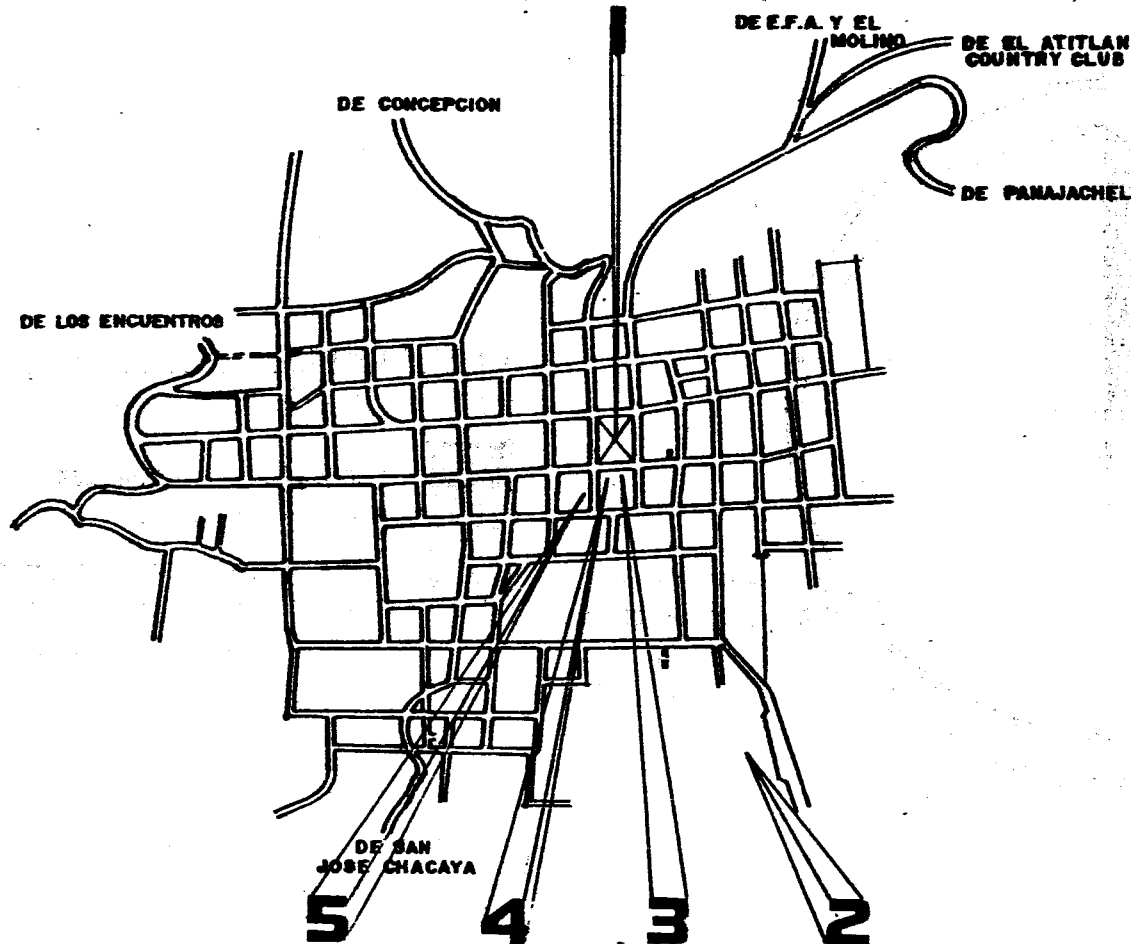 1
DE E.F.A. Y EL
MOLINO
DE EL ATITLAN
COUNTRY CLUB
DE CONCEPCION
DE PANAJACHEL
DE LOS ENCUENTROS
DE SAN
JOSE CHACAYA
5
4
3
2